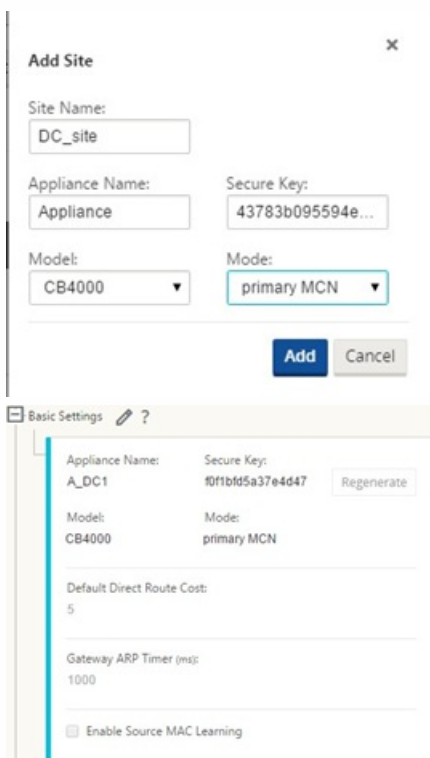 Add Site
×
Site Name:
DC_site
Appliance Name: Secure Key:
Appliance 43783b095594e...
Model: Mode:
CB4000 primary MCN
Add Cancel
Basic Settings ?
Appliance Name: Secure Key:
A_DC1 f0f1bfd5a37e4d47 Regenerate
Model: Mode:
CB4000 primary MCN
Default Direct Route Cost:
5
Gateway ARP Timer (ms):
1000
Enable Source MAC Learning